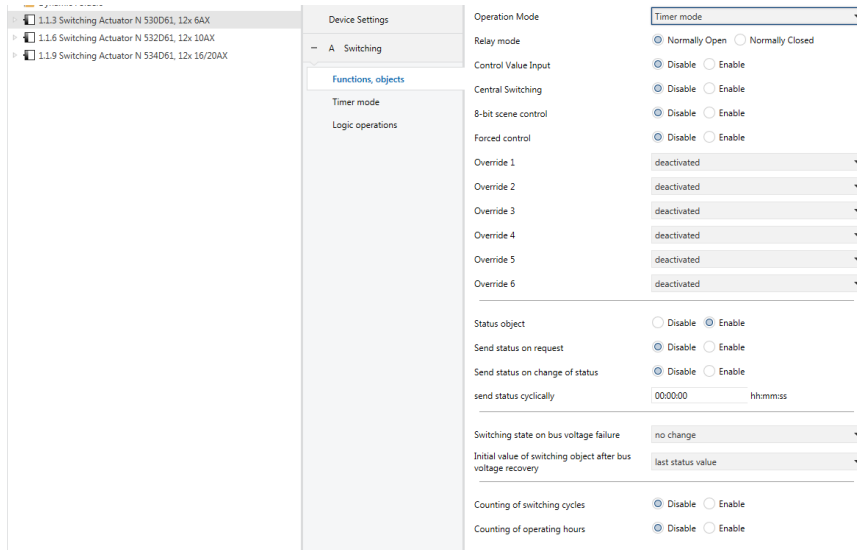 1.1.3 Switching Actuator N 530D61, 12x 6AX
1.1.6 Switching Actuator N 532D61, 12x 10AX
1.1.9 Switching Actuator N 534D61, 12x 16/20AX
Device Settings
A Switching
Functions, objects
Timer mode
Logic operations
Operation Mode Timer mode
Relay mode Normally Open Normally Closed
Control Value Input Disable Enable
Central Switching Disable Enable
8-bit scene control Disable Enable
Forced control Disable Enable
Override 1 deactivated
Override 2 deactivated
Override 3 deactivated
Override 4 deactivated
Override 5 deactivated
Override 6 deactivated
Status object Disable Enable
Send status on request Disable Enable
Send status on change of status Disable Enable
send status cyclically 00:00:00 hh:mm:ss
Switching state on bus voltage failure no change
Initial value of switching object after bus
voltage recovery last status value
Counting of switching cycles Disable Enable
Counting of operating hours Disable Enable